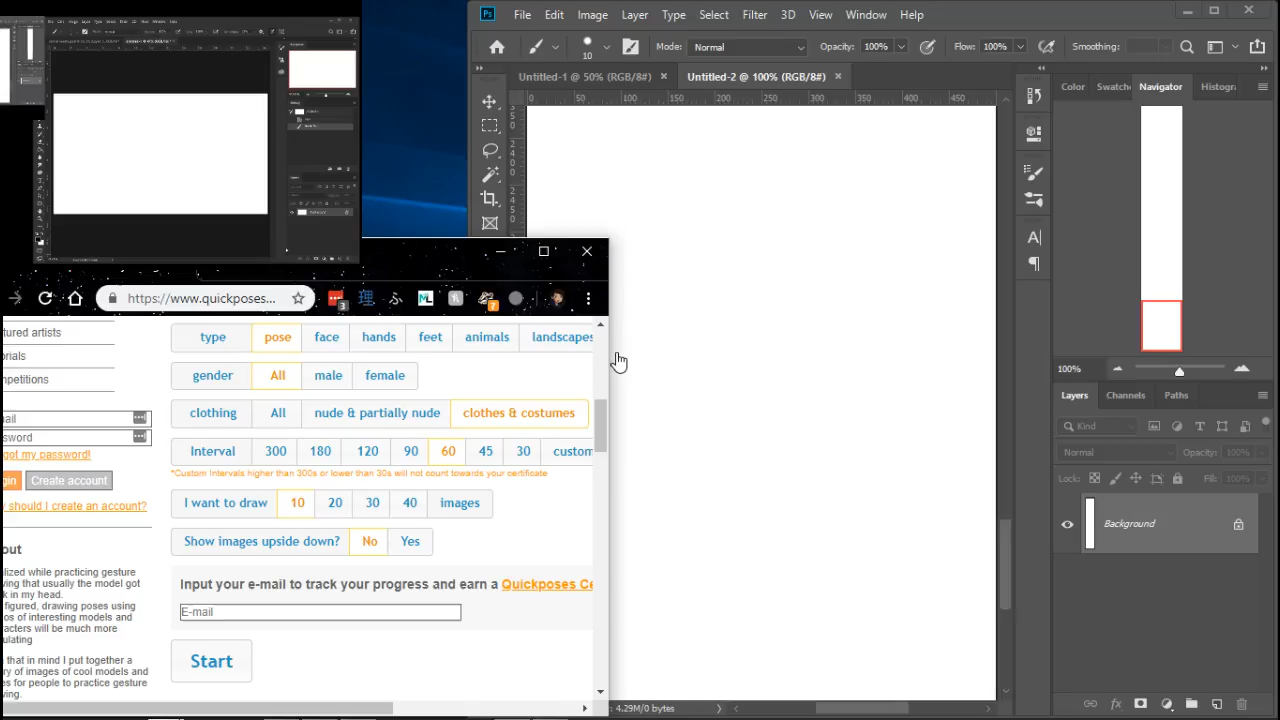 File Edit Image Layer Type Select Filter 3D View Window Help
10 Mode: Normal Opacity: 100% Flow: 100% Smoothing:
Untitled-1 @ 50% (RGB/8#) × Untitled-2 @ 100% (RGB/8#) ×
0 50 100 150 200 250 300 350 400 450
Color Swatche Navigator Histogra
100%
Layers Channels Paths
Kind
Normal Opacity: 100%
Lock: Fill: 100%
Background
4.29M/0 bytes
https://www.quickposes...
3
7
tured artists
orials
mpetitions
mail
ssword
got my password!
gin Create account
y should I create an account?
out
alized while practicing gesture
ving that usually the model got
k in my head.
figured, drawing poses using
os of interesting models and
racters will be much more
ulating
that in mind I put together a
ry of images of cool models and
es for people to practice gesture
ving.
type pose face hands feet animals landscapes
gender All male female
clothing All nude & partially nude clothes & costumes
Interval 300 180 120 90 60 45 30 custom
*Custom Intervals higher than 300s or lower than 30s will not count towards your certificate
I want to draw 10 20 30 40 images
Show images upside down? No Yes
Input your e-mail to track your progress and earn a Quickposes Ce
E-mail
Start